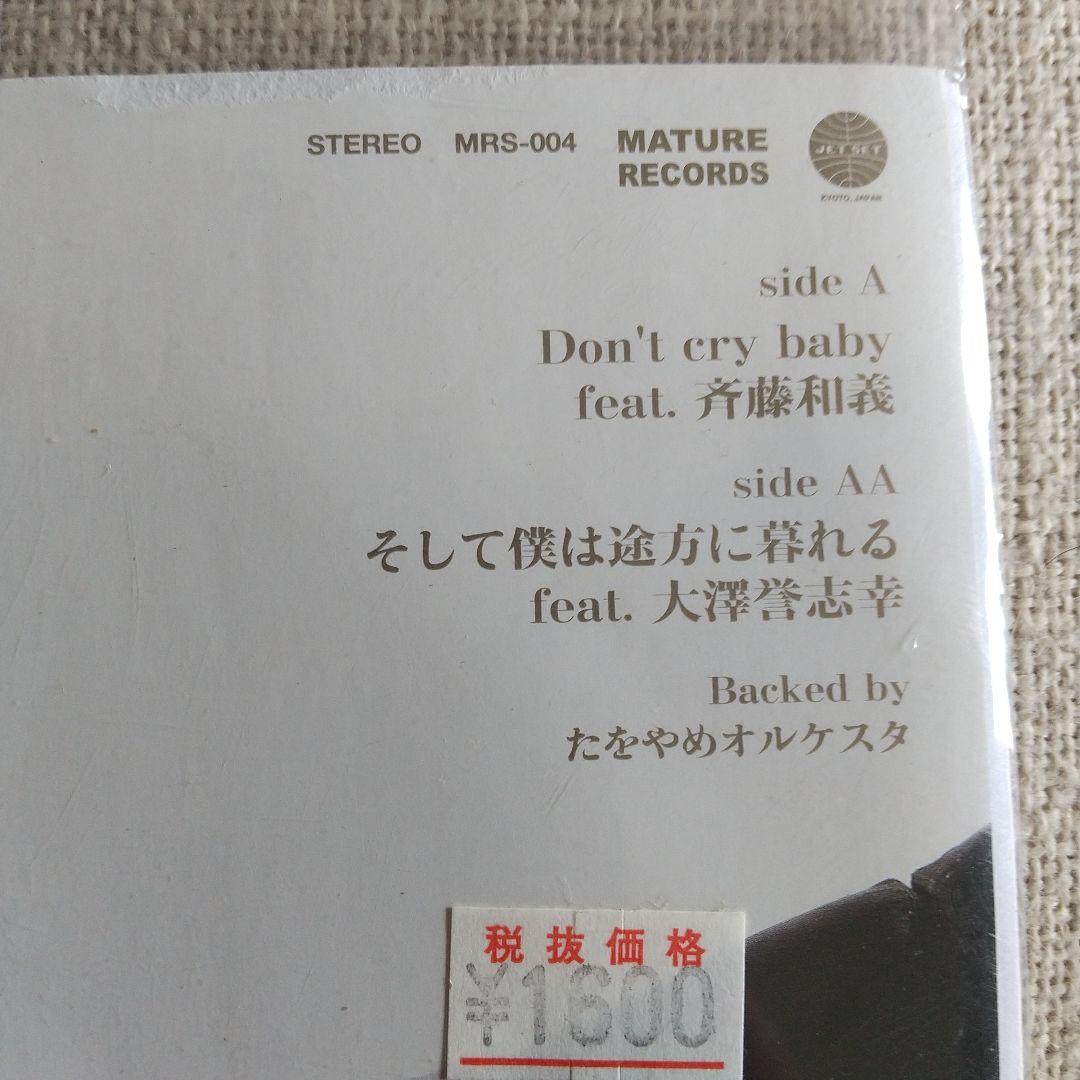 STEREO MRS-004 MATURE RECORDS
JET SET
KYOTO, JAPAN
side A
Don't cry baby
feat. 斉藤和義
side AA
そして僕は途方に暮れる
feat. 大澤誉志幸
Backed by
たをやめオルケスタ
税抜価格
¥1600